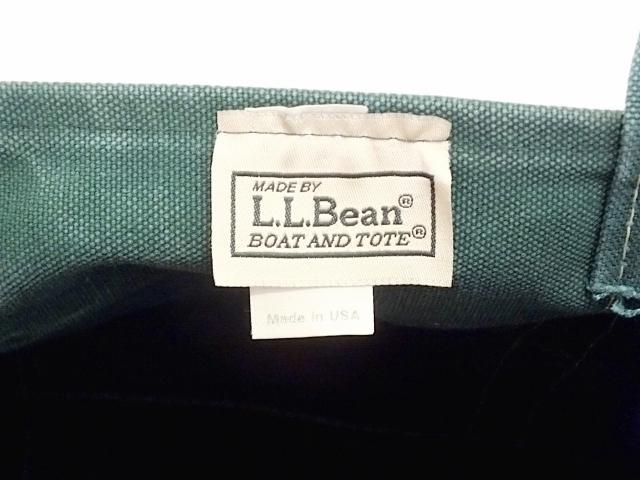 MADE BY
L.L.Bean®
BOAT AND TOTE®
Made in USA